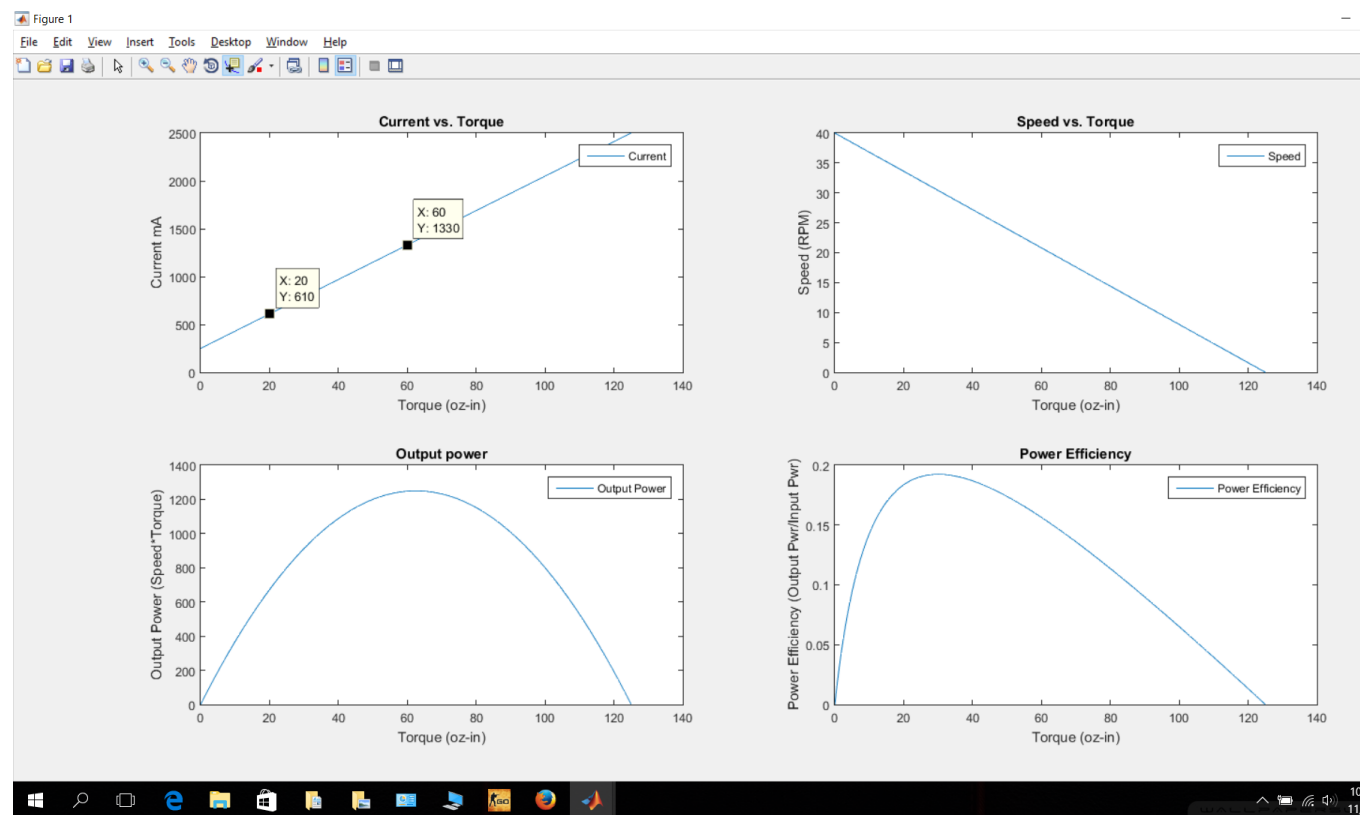 Figure 1
File Edit View Insert Tools Desktop Window Help
Current vs. Torque
2500
2000
1500
1000
500
0
Current mA
Current
X: 60
Y: 1330
X: 20
Y: 610
0 20 40 60 80 100 120 140
Torque (oz-in)
Speed vs. Torque
40
35
30
25
20
15
10
5
0
Speed (RPM)
Speed
0 20 40 60 80 100 120 140
Torque (oz-in)
Output power
1400
1200
1000
800
600
400
200
0
Output Power (Speed*Torque)
Output Power
0 20 40 60 80 100 120 140
Torque (oz-in)
Power Efficiency
0.2
0.15
0.1
0.05
0
Power Efficiency (Output Pwr/Input Pwr)
Power Efficiency
0 20 40 60 80 100 120 140
Torque (oz-in)
GO
10
11